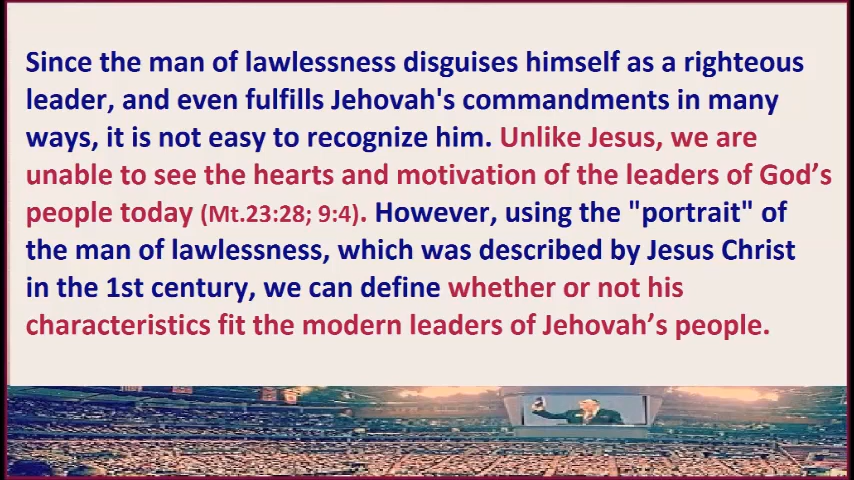 Since the man of lawlessness disguises himself as a righteous
leader, and even fulfills Jehovah's commandments in many
ways, it is not easy to recognize him. Unlike Jesus, we are
unable to see the hearts and motivation of the leaders of God’s
people today (Mt.23:28; 9:4). However, using the "portrait" of
the man of lawlessness, which was described by Jesus Christ
in the 1st century, we can define whether or not his
characteristics fit the modern leaders of Jehovah’s people.